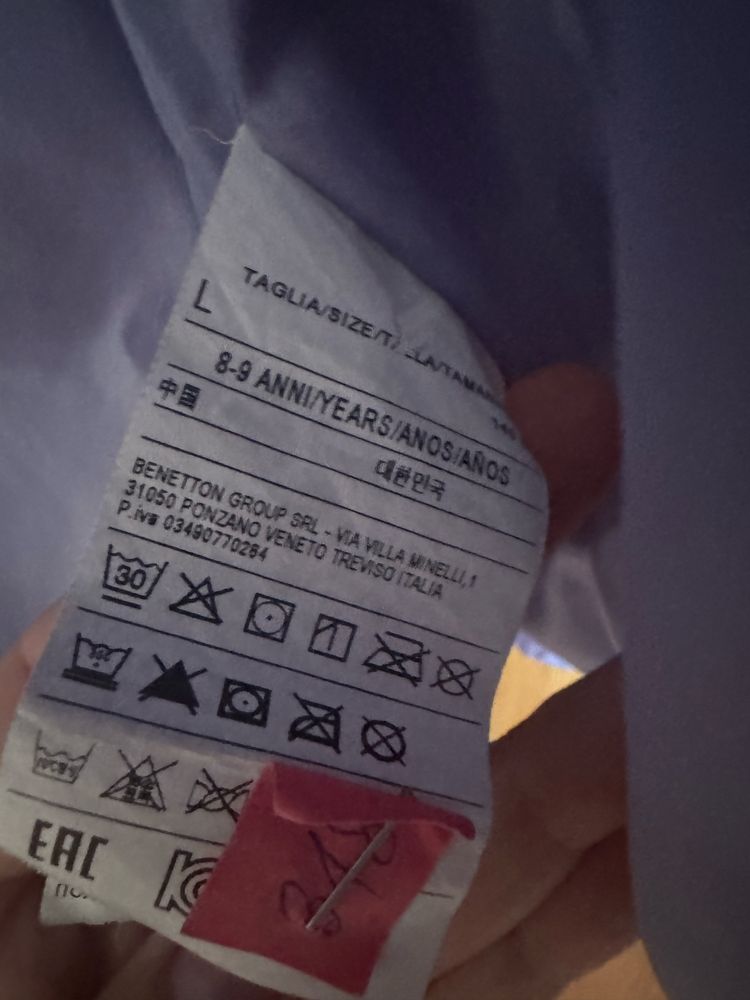 TAGLIA/SIZE/
L
8-9 ANNI/YEARS/ANOS/AÑOS
中国
대한민국
BENETTON GROUP SRL - VIA VILLA MINELLI, 1
31050 PONZANO VENETO TREVISO ITALIA
P.iva 03490770264
30
EAC